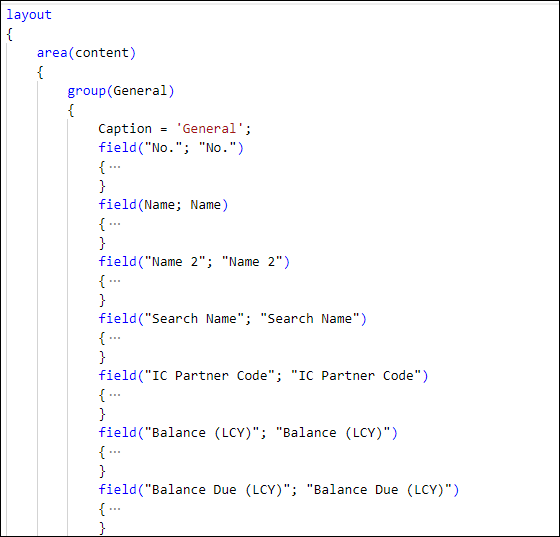 layout
{
area(content)
{
group(General)
{
Caption = 'General';
field("No."; "No.")
{ ···
}
field(Name; Name)
{ ···
}
field("Name 2"; "Name 2")
{ ···
}
field("Search Name"; "Search Name")
{ ···
}
field("IC Partner Code"; "IC Partner Code")
{ ···
}
field("Balance (LCY)"; "Balance (LCY)")
{ ···
}
field("Balance Due (LCY)"; "Balance Due (LCY)")
{ ···
}